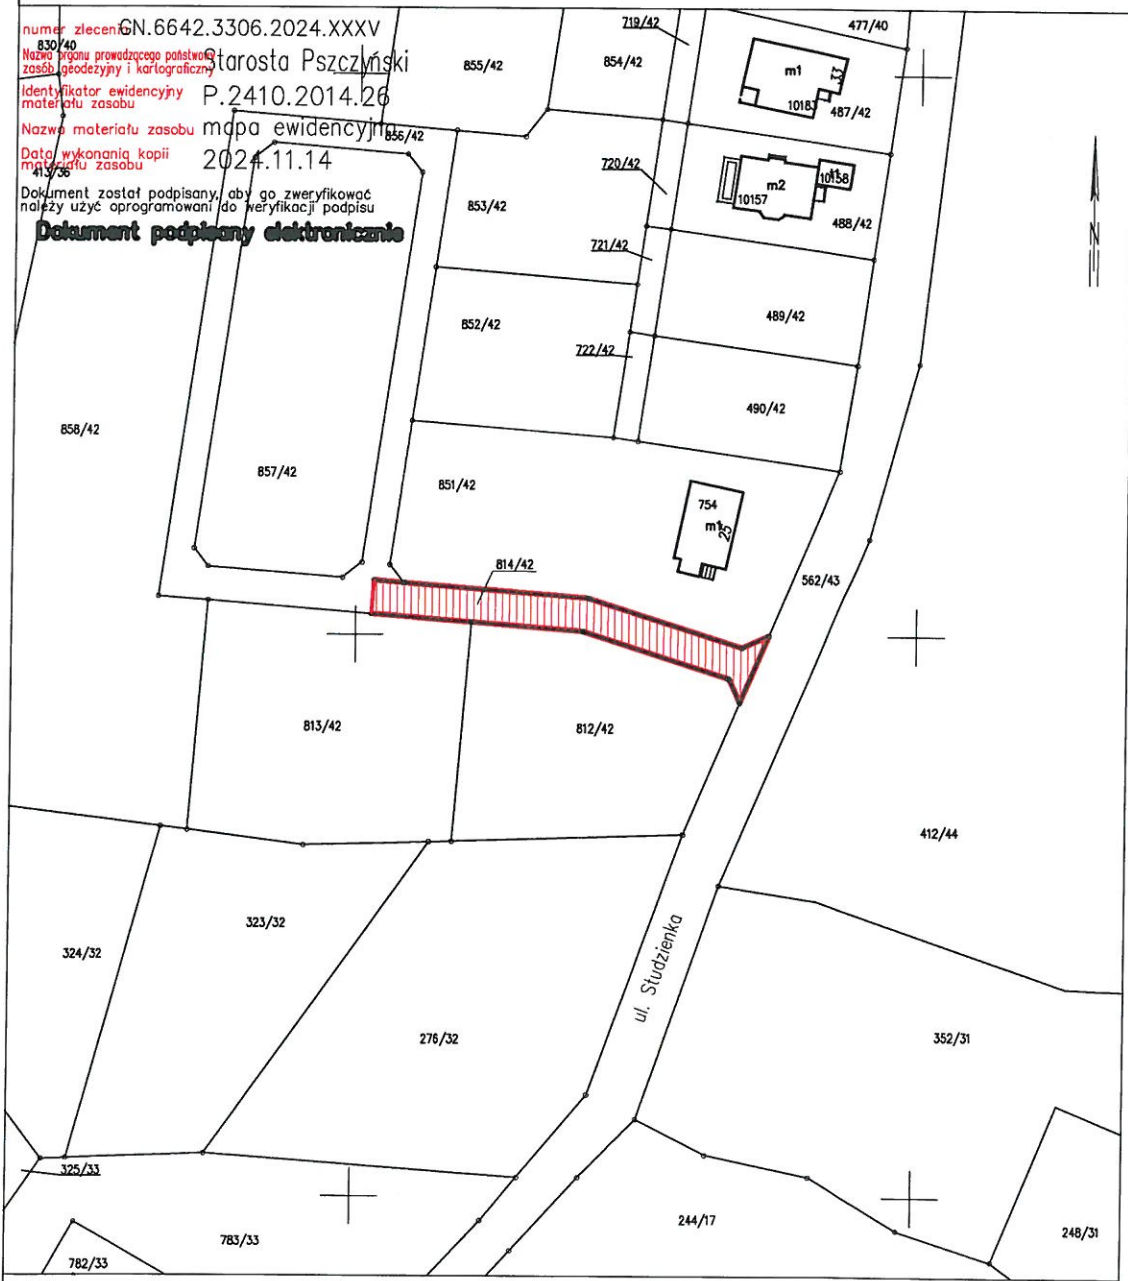 numer zlecenia GN.6642.3306.2024.XXXV
830/40
Nazwa organu prowadzącego państwowy
zasób geodezyjny i kartograficzny Starosta Pszczyński
Identyfikator ewidencyjny
materiału zasobu P.2410.2014.26
Nazwa materiału zasobu mapa ewidencyjna
Data wykonania kopii
materiału zasobu 2024.11.14
413/36
Dokument został podpisany, aby go zweryfikować
należy użyć oprogramowani do weryfikacji podpisu
Dokument podpisany elektronicznie
719/42
477/40
855/42
854/42
m1
33
10183
487/42
856/42
720/42
m2
10158
10157
853/42
488/42
721/42
489/42
852/42
722/42
490/42
858/42
857/42
851/42
754
m1
25
814/42
562/43
N
813/42
812/42
412/44
323/32
324/32
ul. Studzienka
276/32
352/31
325/33
244/17
248/31
783/33
782/33